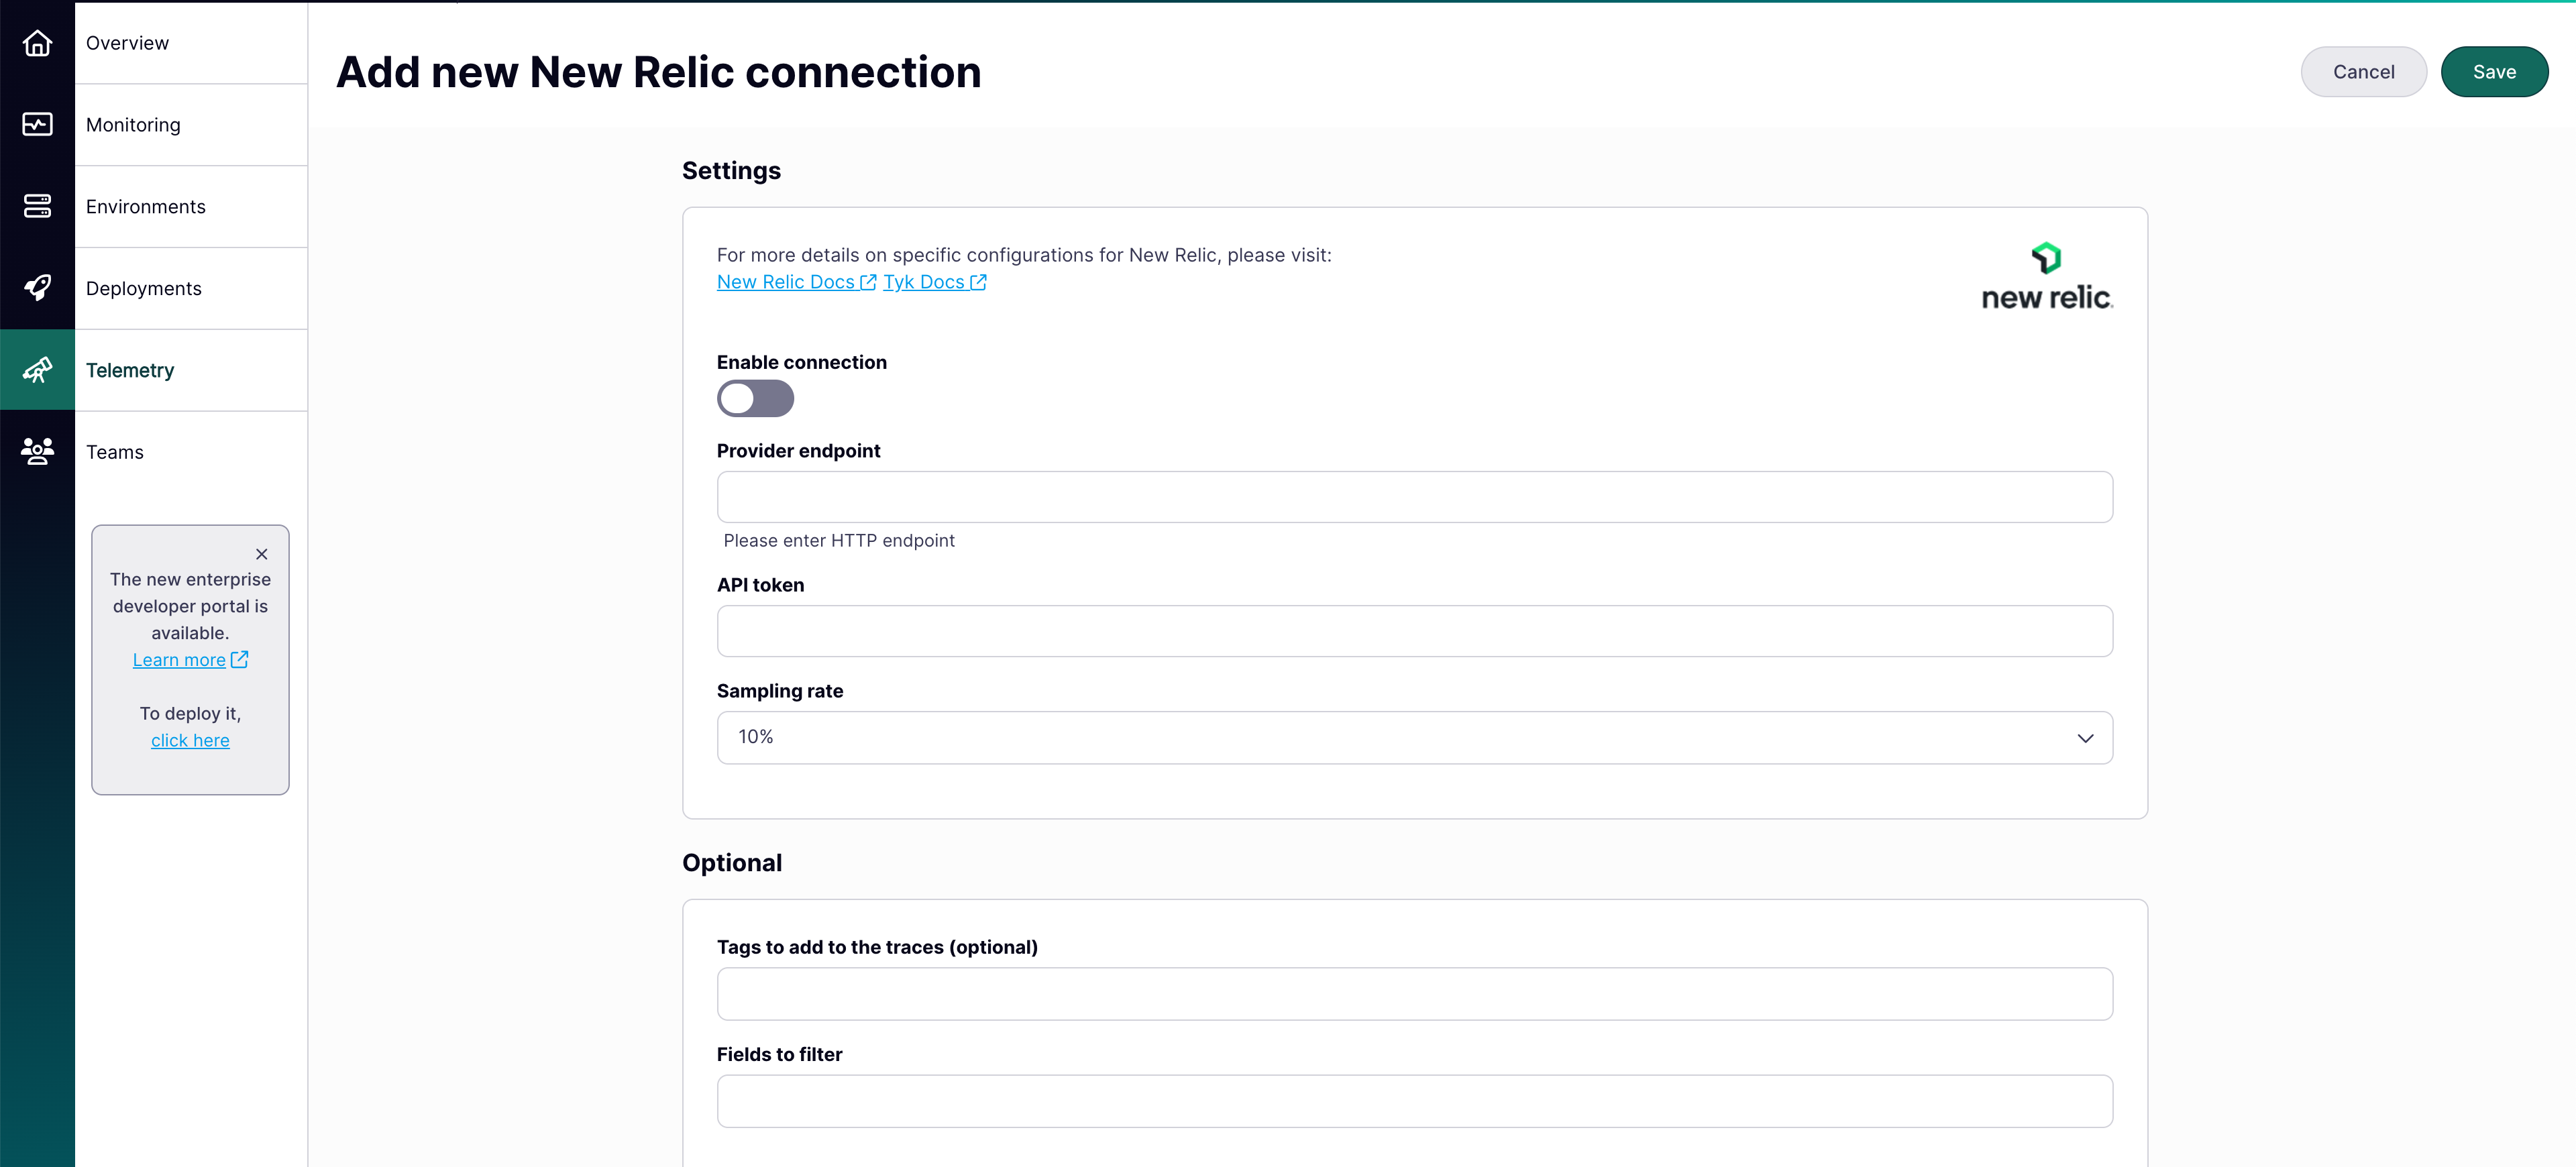 Overview
Monitoring
Environments
Deployments
Telemetry
Teams
The new enterprise
developer portal is
available.
Learn more
To deploy it,
click here
Add new New Relic connection
Cancel
Save
Settings
For more details on specific configurations for New Relic, please visit:
New Relic Docs Tyk Docs
new relic.
Enable connection
Provider endpoint
Please enter HTTP endpoint
API token
Sampling rate
10%
Optional
Tags to add to the traces (optional)
Fields to filter